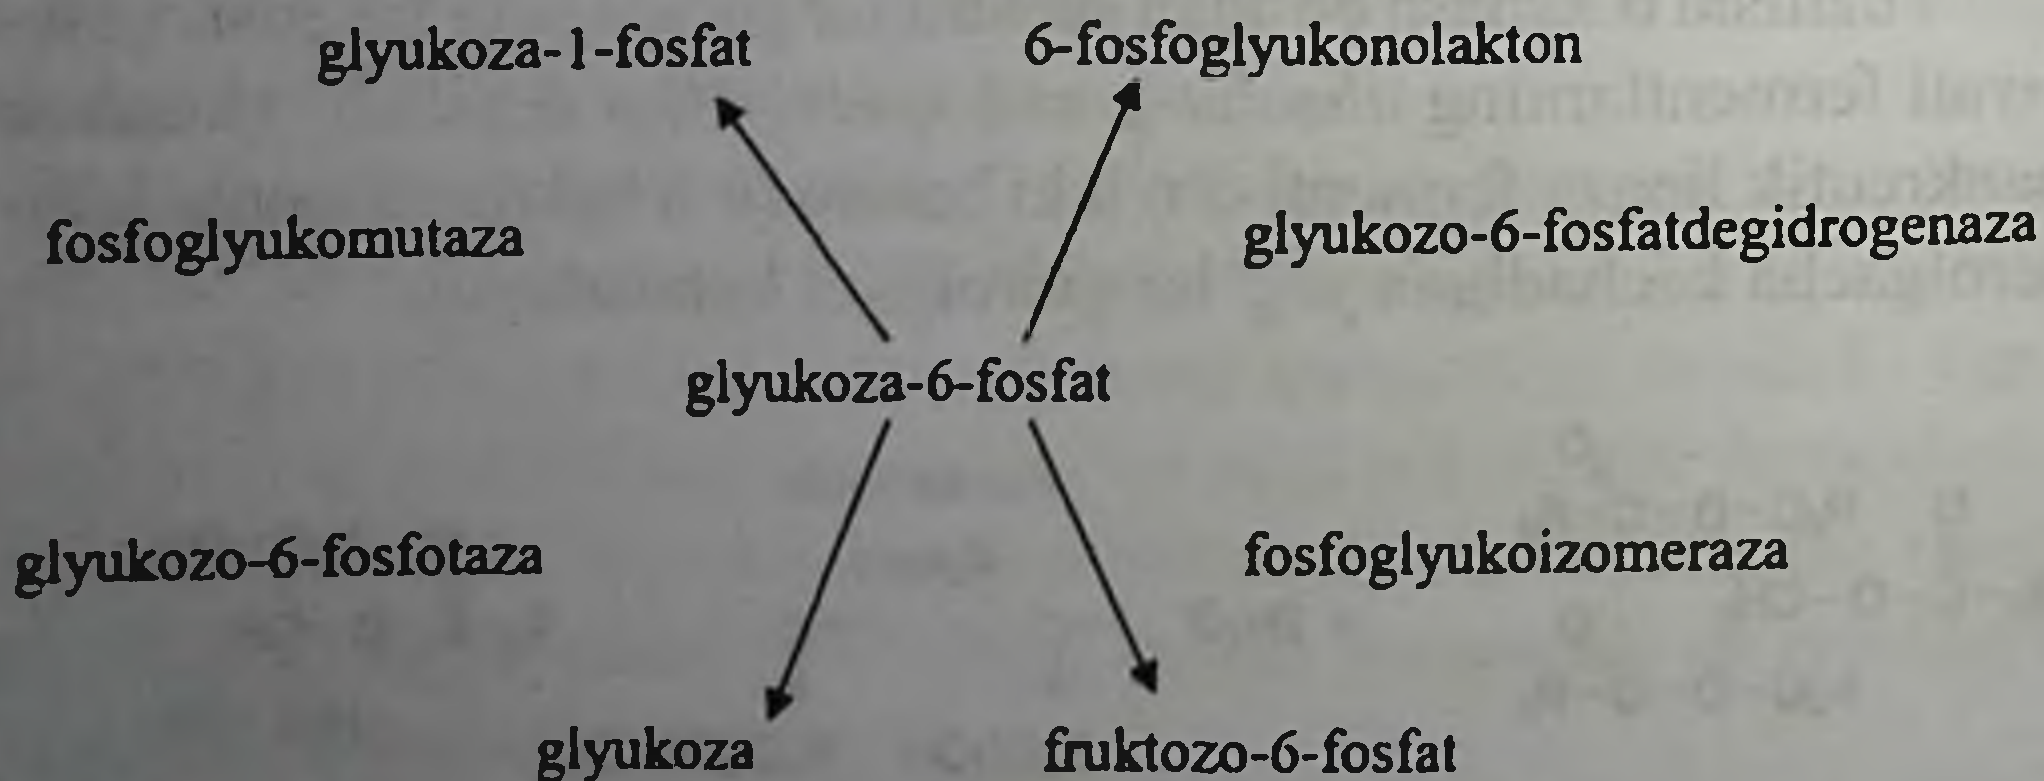 glyukoza-1-fosfat 6-fosfoglyukonolakton
fosfoglyukomutaza glyukozo-6-fosfatdegidrogenaza
glyukoza-6-fosfat
glyukozo-6-fosfotaza fosfoglyukoizomeraza
glyukoza fruktozo-6-fosfat